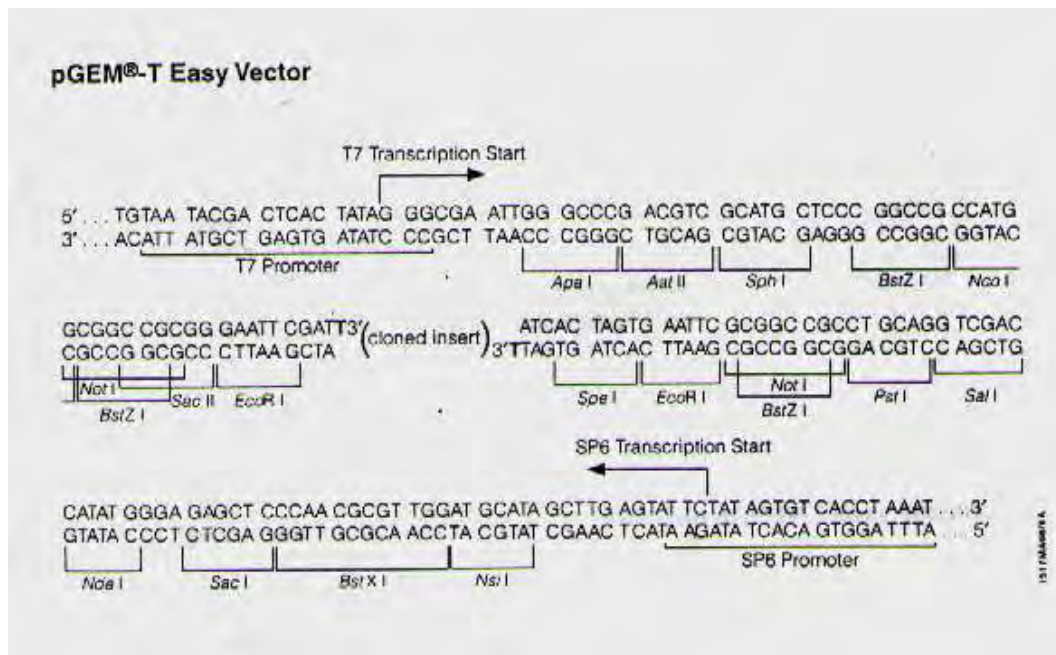 pGEM®-T Easy Vector
T7 Transcription Start
5′ . . . TGTAA TACGA CTCAC TATAG GGCGA ATTGG GCCCG ACGTC GCATG CTCCC GGCCG CCATG
3′ . . . ACATT ATGCT GAGTG ATATC CCGCT TAACC CGGGC TGCAG CGTAC GAGGG CCGGC GGTAC
T7 Promoter
Apa I Aat II Sph I BstZ I Nco I
GCGGC CGCGG GAATT CGATT3′ (cloned insert) ATCAC TAGTG AATTC GCGGC CGCCT GCAGG TCGAC
CGCCG GCGCC CTTAA GCTA 3′TTAGTG ATCAC TTAAG CGCCG GCGGA CGTCC AGCTG
Not I Sac II EcoR I Spe I EcoR I Not I Pst I Sal I
BstZ I BstZ I
SP6 Transcription Start
CATAT GGGA GAGCT CCCAA CGCGT TGGAT GCATA GCTTG AGTAT TCTAT AGTGT CACCT AAAT . . . 3′
GTATA CCCT CTCGA GGGTT GCGCA ACCTA CGTAT CGAAC TCATA AGATA TCACA GTGGA TTTA . . . 5′
SP6 Promoter
Nde I Sac I BstX I Nsi I